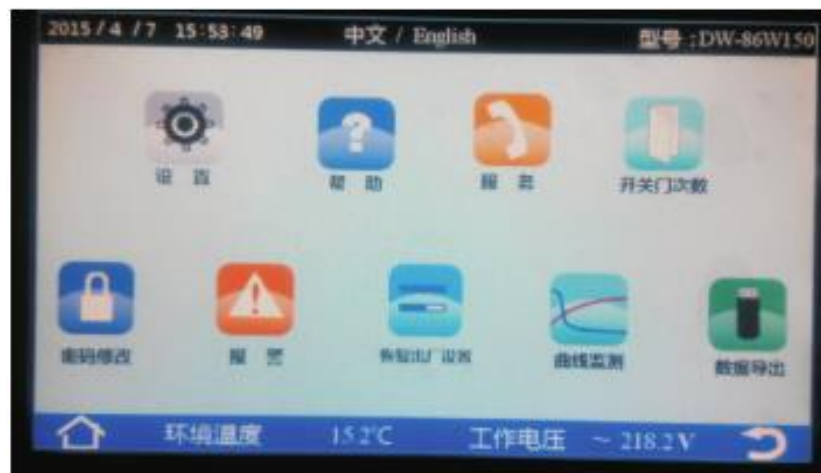 2015/4 /7 15:53:49 中文 / English 型号:DW-86W150
设 置 帮 助 服 务 开关门次数
密码修改 报 警 恢复出厂设置 曲线监测 数据导出
环境温度 15.2℃ 工作电压 ~ 218.2V